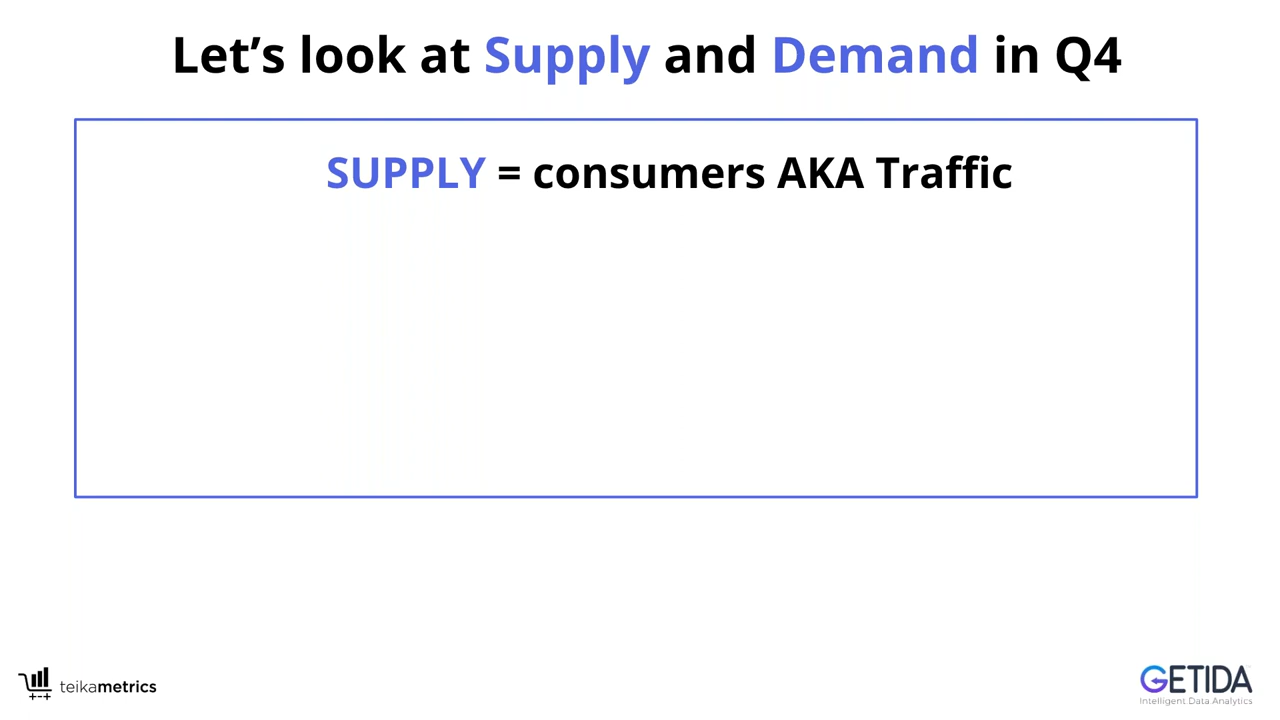 Let’s look at Supply and Demand in Q4
SUPPLY = consumers AKA Traffic
teikametrics
GETIDA
Intelligent Data Analytics